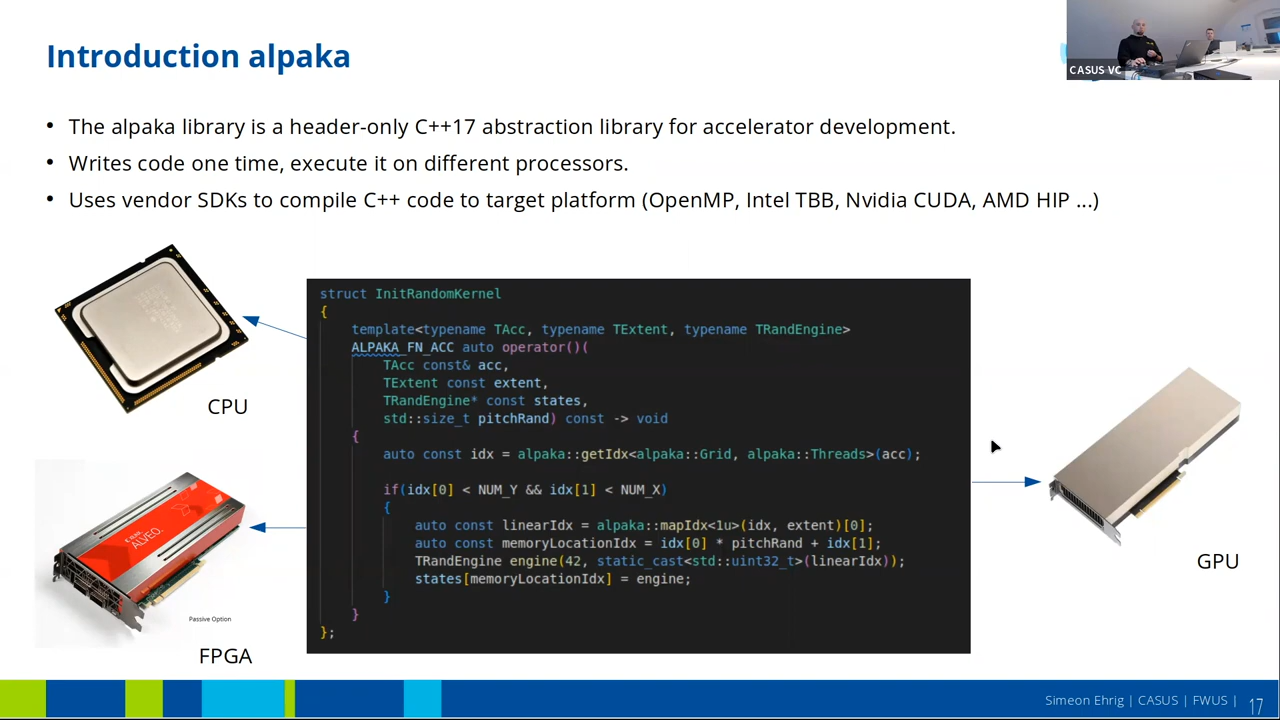 Introduction alpaka
CASUS VC
• The alpaka library is a header-only C++17 abstraction library for accelerator development.
• Writes code one time, execute it on different processors.
• Uses vendor SDKs to compile C++ code to target platform (OpenMP, Intel TBB, Nvidia CUDA, AMD HIP ...)
struct InitRandomKernel
{
    template<typename TAcc, typename TExtent, typename TRandEngine>
    ALPAKA_FN_ACC auto operator()(
        TAcc const& acc,
        TExtent const extent,
        TRandEngine* const states,
        std::size_t pitchRand) const -> void
    {
        auto const idx = alpaka::getIdx<alpaka::Grid, alpaka::Threads>(acc);
        if(idx[0] < NUM_Y && idx[1] < NUM_X)
        {
            auto const linearIdx = alpaka::mapIdx<1u>(idx, extent)[0];
            auto const memoryLocationIdx = idx[0] * pitchRand + idx[1];
            TRandEngine engine(42, static_cast<std::uint32_t>(linearIdx));
            states[memoryLocationIdx] = engine;
        }
    }
};
CPU
ALVEO
Passive Option
FPGA
GPU
Simeon Ehrig | CASUS | FWUS | 17